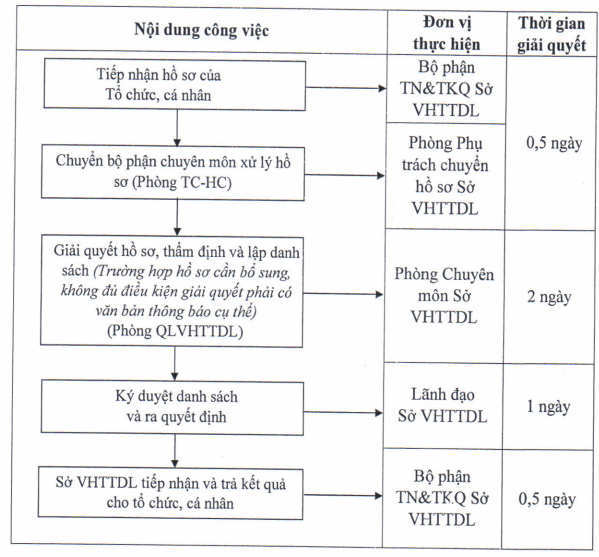 Nội dung công việc
Đơn vị
thực hiện
Thời gian
giải quyết
Tiếp nhận hồ sơ của
Tổ chức, cá nhân
Bộ phận
TN&TKQ Sở
VHTTDL
0,5 ngày
Chuyển bộ phận chuyên môn xử lý hồ
sơ (Phòng TC-HC)
Phòng Phụ
trách chuyển
hồ sơ Sở
VHTTDL
Giải quyết hồ sơ, thẩm định và lập danh
sách (Trường hợp hồ sơ cần bổ sung,
không đủ điều kiện giải quyết phải có
văn bản thông báo cụ thể)
(Phòng QLVHTTDL)
Phòng Chuyên
môn Sở
VHTTDL
2 ngày
Ký duyệt danh sách
và ra quyết định
Lãnh đạo
Sở VHTTDL
1 ngày
Sở VHTTDL tiếp nhận và trả kết quả
cho tổ chức, cá nhân
Bộ phận
TN&TKQ Sở
VHTTDL
0,5 ngày